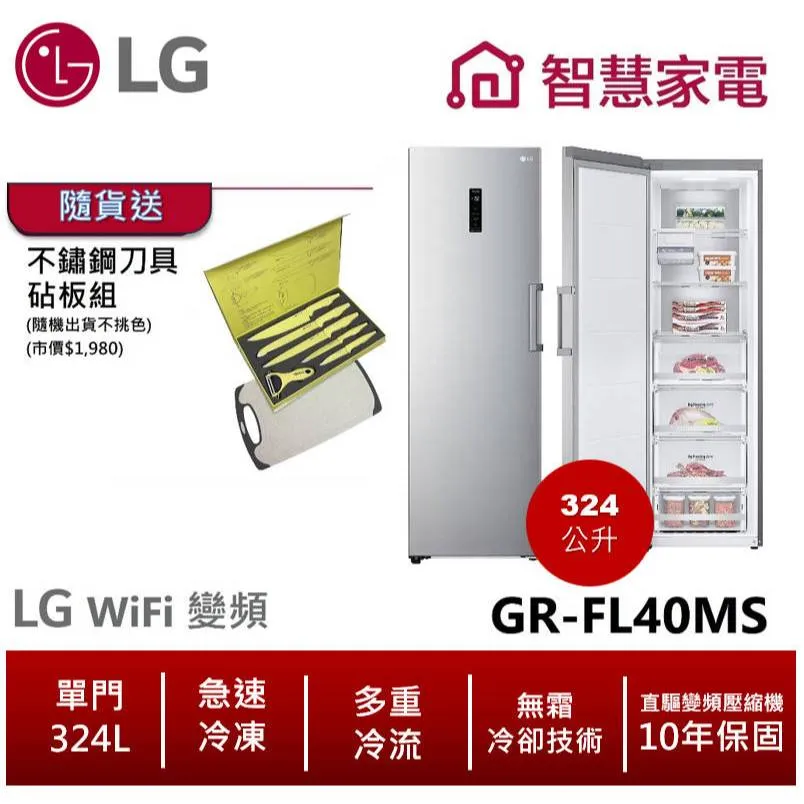 LG
智慧家電
隨貨送
不鏽鋼刀具
砧板組
(隨機出貨不挑色)
(市價$1,980)
LG
324
公升
LG WiFi 變頻
GR-FL40MS
單門
324L
急速
冷凍
多重
冷流
無霜
冷卻技術
直驅變頻壓縮機
10年保固